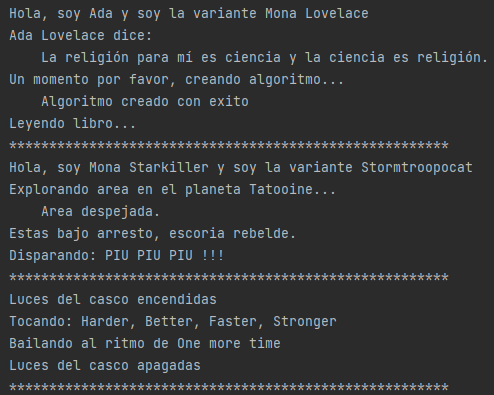 Hola, soy Ada y soy la variante Mona Lovelace
Ada Lovelace dice:
    La religión para mí es ciencia y la ciencia es religión.
Un momento por favor, creando algoritmo...
    Algoritmo creado con exito
Leyendo libro...
*******************************************************
Hola, soy Mona Starkiller y soy la variante Stormtroopocat
Explorando area en el planeta Tatooine...
    Area despejada.
Estas bajo arresto, escoria rebelde.
Disparando: PIU PIU PIU !!!
*******************************************************
Luces del casco encendidas
Tocando: Harder, Better, Faster, Stronger
Bailando al ritmo de One more time
Luces del casco apagadas
*******************************************************